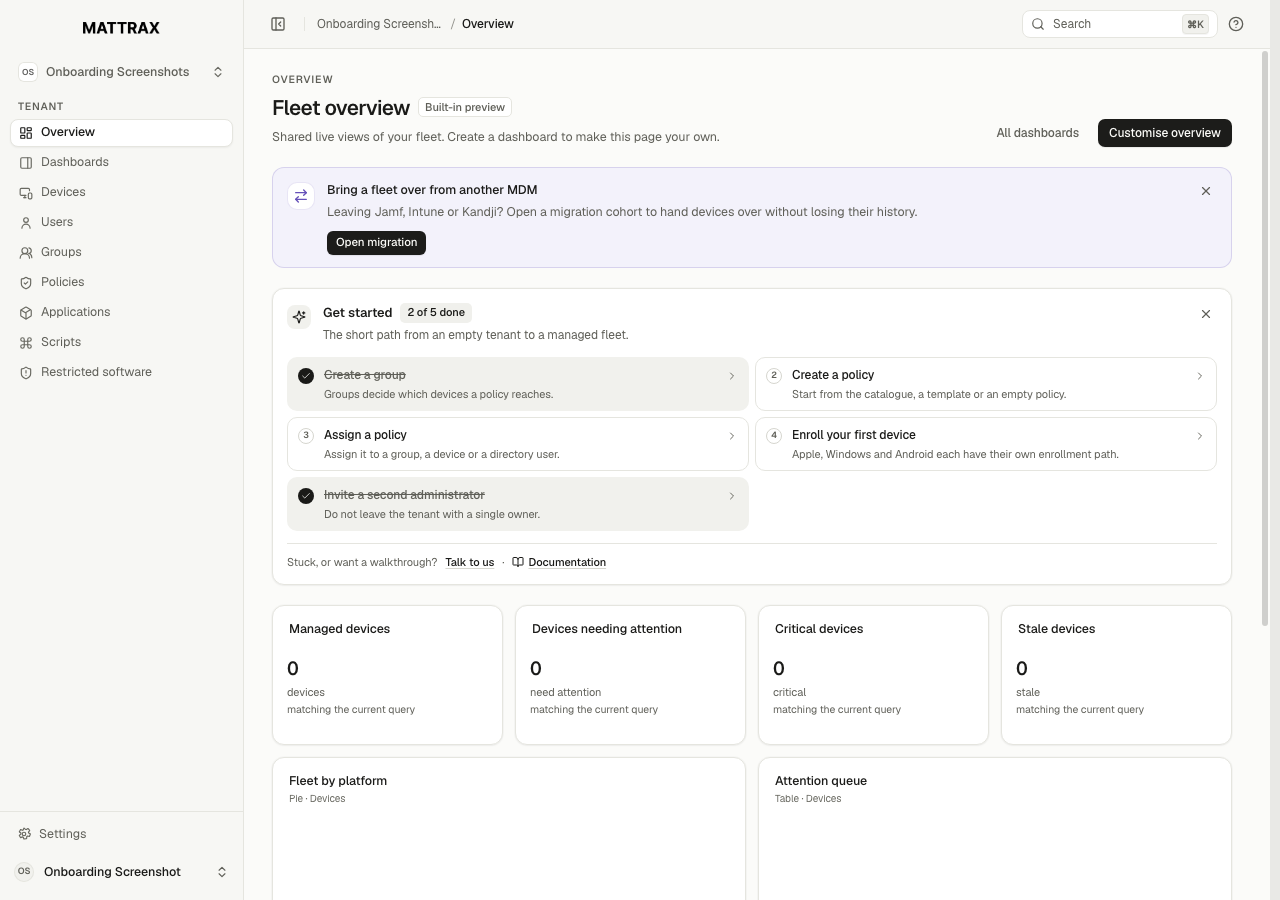 MATTRAX
OS Onboarding Screenshots
TENANT
Overview
Dashboards
Devices
Users
Groups
Policies
Applications
Scripts
Restricted software
Settings
OS Onboarding Screenshot
Onboarding Screensh… / Overview
Search ⌘K
OVERVIEW
Fleet overview Built-in preview
Shared live views of your fleet. Create a dashboard to make this page your own.
All dashboards Customise overview
Bring a fleet over from another MDM
Leaving Jamf, Intune or Kandji? Open a migration cohort to hand devices over without losing their history.
Open migration
Get started 2 of 5 done
The short path from an empty tenant to a managed fleet.
Create a group
Groups decide which devices a policy reaches.
2 Create a policy
Start from the catalogue, a template or an empty policy.
3 Assign a policy
Assign it to a group, a device or a directory user.
4 Enroll your first device
Apple, Windows and Android each have their own enrollment path.
Invite a second administrator
Do not leave the tenant with a single owner.
Stuck, or want a walkthrough? Talk to us · Documentation
Managed devices
0
devices
matching the current query
Devices needing attention
0
need attention
matching the current query
Critical devices
0
critical
matching the current query
Stale devices
0
stale
matching the current query
Fleet by platform
Pie · Devices
Attention queue
Table · Devices